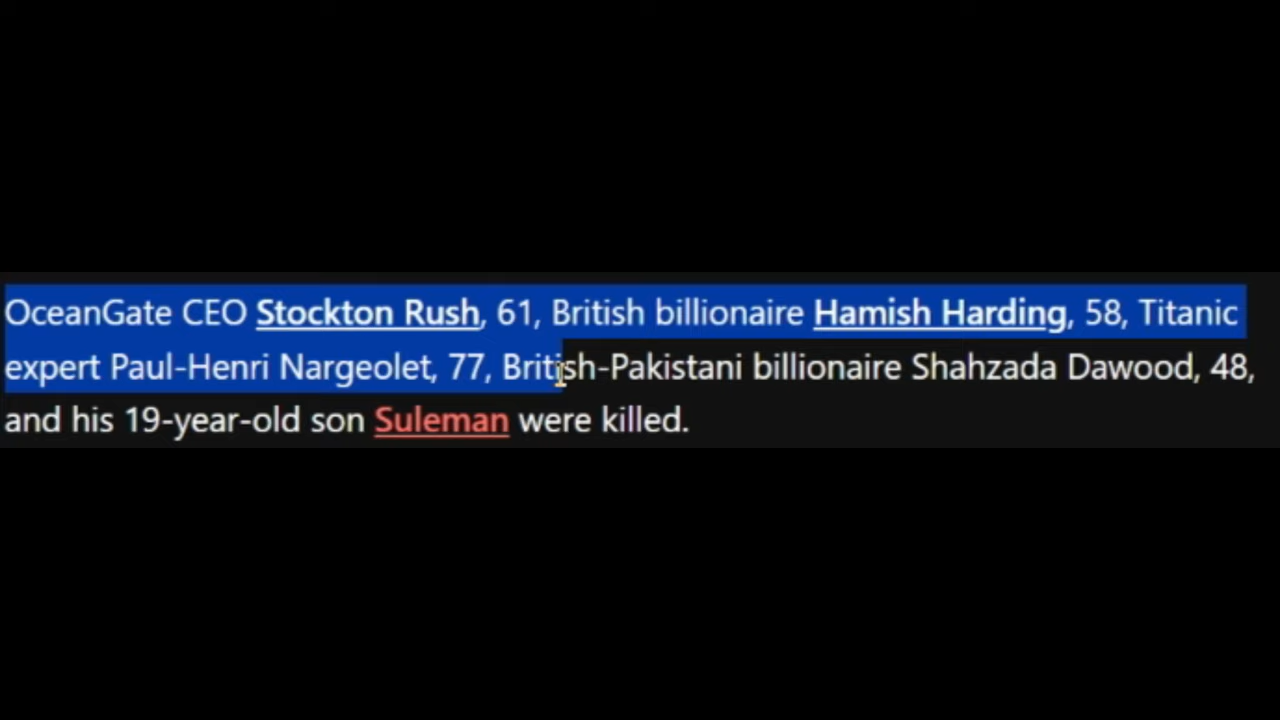 OceanGate CEO Stockton Rush, 61, British billionaire Hamish Harding, 58, Titanic
expert Paul-Henri Nargeolet, 77, British-Pakistani billionaire Shahzada Dawood, 48,
and his 19-year-old son Suleman were killed.